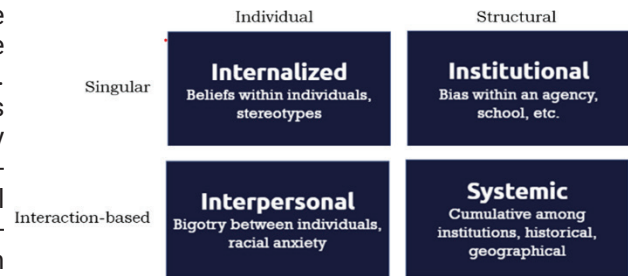 Individual Structural
Singular
Internalized
Beliefs within individuals,
stereotypes
Institutional
Bias within an agency,
school, etc.
Interaction-based
Interpersonal
Bigotry between individuals,
racial anxiety
Systemic
Cumulative among
institutions, historical,
geographical